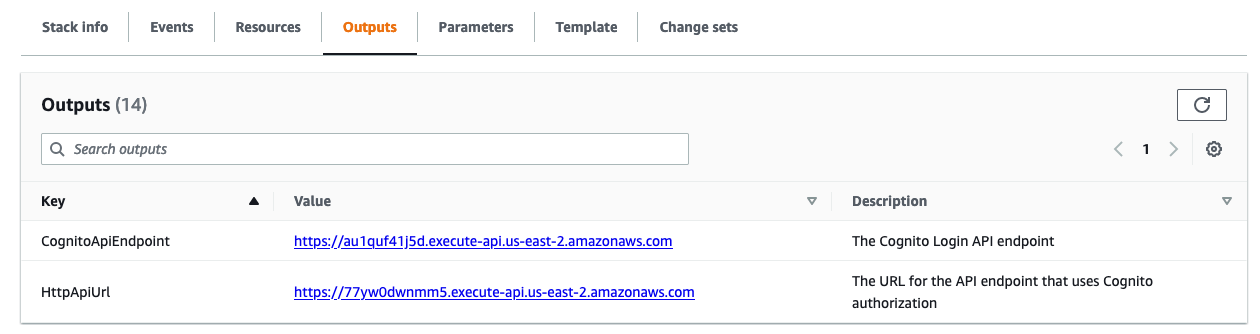 Stack info Events Resources Outputs Parameters Template Change sets
Outputs (14)
Search outputs
1
Key Value Description
CognitoApiEndpoint https://au1quf41j5d.execute-api.us-east-2.amazonaws.com The Cognito Login API endpoint
HttpApiUrl https://77yw0dwnmm5.execute-api.us-east-2.amazonaws.com The URL for the API endpoint that uses Cognito
authorization